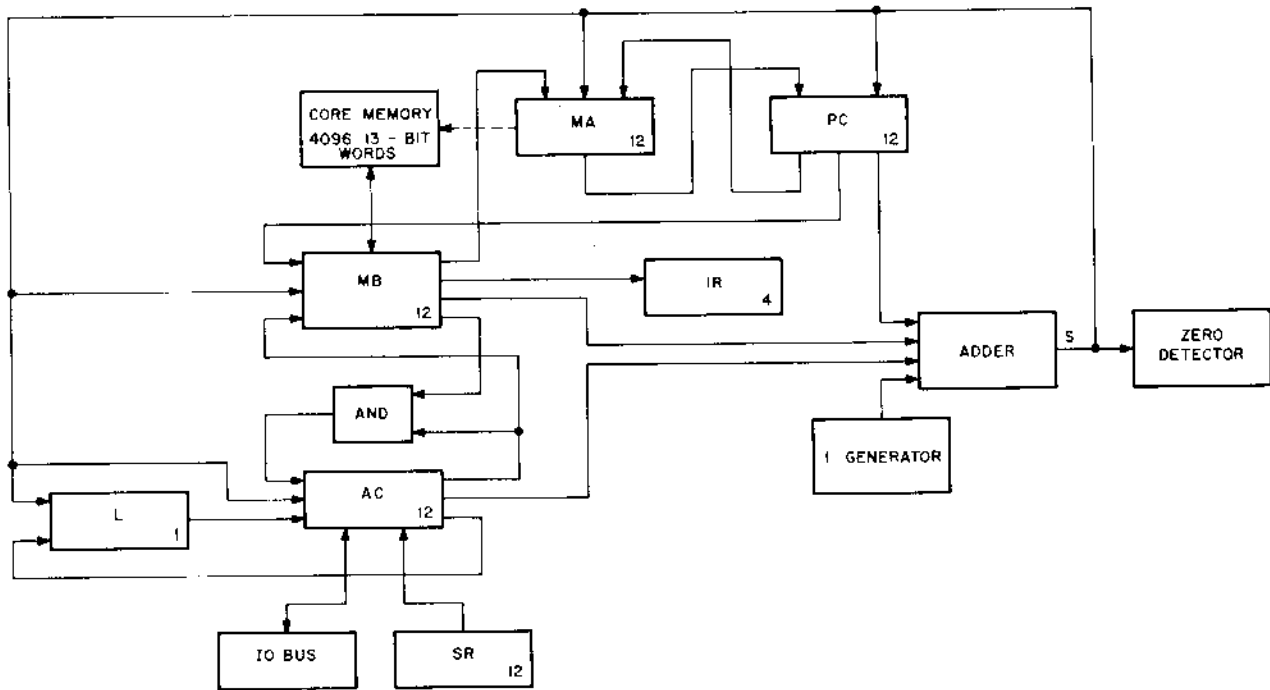 CORE MEMORY
4096 13-BIT
WORDS
MA
12
PC
12
MB
12
IR
4
ADDER
S
ZERO
DETECTOR
AND
1 GENERATOR
AC
12
L
1
IO BUS
SR
12